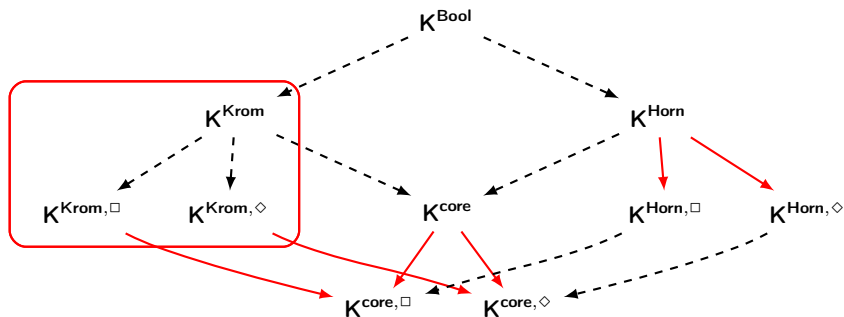 K^Bool
K^Krom K^Horn
K^Krom,□ K^Krom,◇ K^core K^Horn,□ K^Horn,◇
K^core,□ K^core,◇